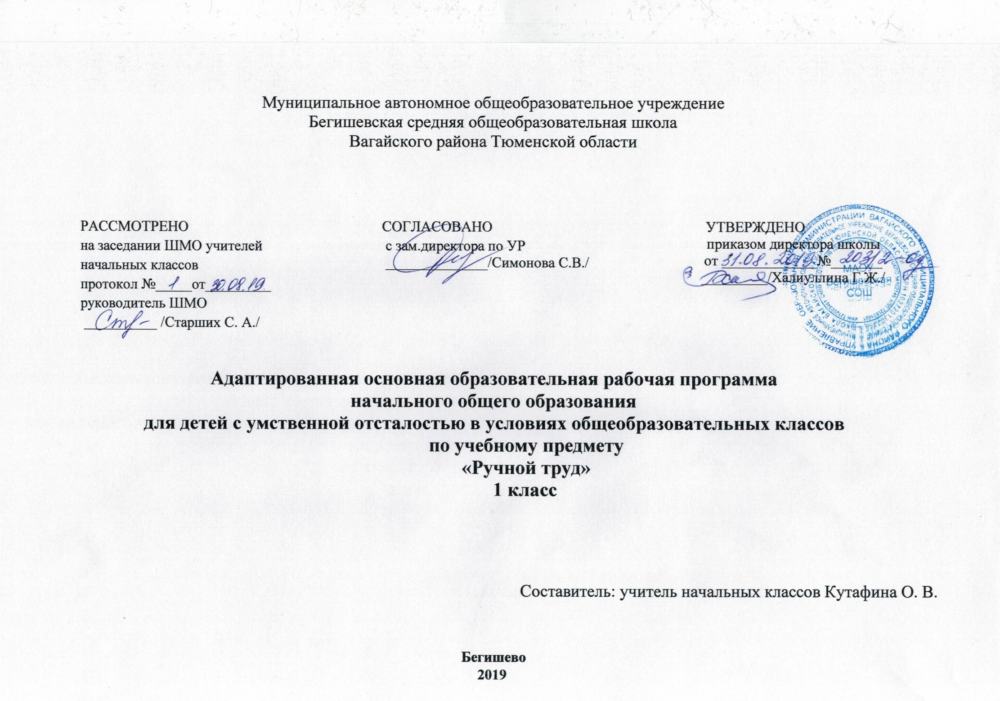 Муниципальное автономное общеобразовательное учреждение
Бегишевская средняя общеобразовательная школа
Вагайского района Тюменской области
РАССМОТРЕНО
на заседании ШМО учителей
начальных классов
протокол № 1 от 30.08.19.
руководитель ШМО
/Старших С. А./
СОГЛАСОВАНО
с зам.директора по УР
/Симонова С.В./
УТВЕРЖДЕНО
приказом директора школы
от 31.08.2019 № 203/2-од
/Халиуллина Г.Ж./
МАОУ
Бегишевская
СОШ
Адаптированная основная образовательная рабочая программа
начального общего образования
для детей с умственной отсталостью в условиях общеобразовательных классов
по учебному предмету
«Ручной труд»
1 класс
Составитель: учитель начальных классов Кутафина О. В.
Бегишево
2019